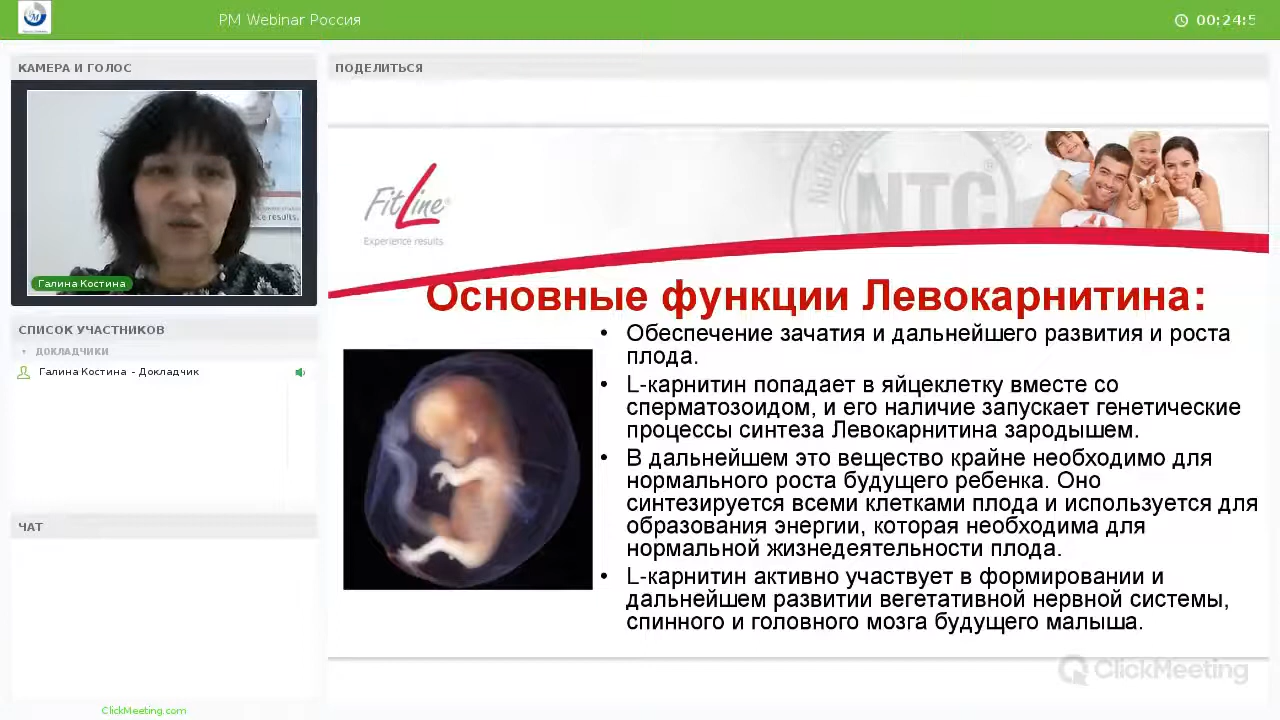 PM Webinar Россия
00:24:5
КАМЕРА И ГОЛОС
Галина Костина
СПИСОК УЧАСТНИКОВ
ДОКЛАДЧИКИ
Галина Костина - Докладчик
ЧАТ
ClickMeeting.com
ПОДЕЛИТЬСЯ
FitLine®
Experience results
NTC®
Основные функции Левокарнитина:
• Обеспечение зачатия и дальнейшего развития и роста
плода.
• L-карнитин попадает в яйцеклетку вместе со
сперматозоидом, и его наличие запускает генетические
процессы синтеза Левокарнитина зародышем.
• В дальнейшем это вещество крайне необходимо для
нормального роста будущего ребенка. Оно
синтезируется всеми клетками плода и используется для
образования энергии, которая необходима для
нормальной жизнедеятельности плода.
• L-карнитин активно участвует в формировании и
дальнейшем развитии вегетативной нервной системы,
спинного и головного мозга будущего малыша.
ClickMeeting